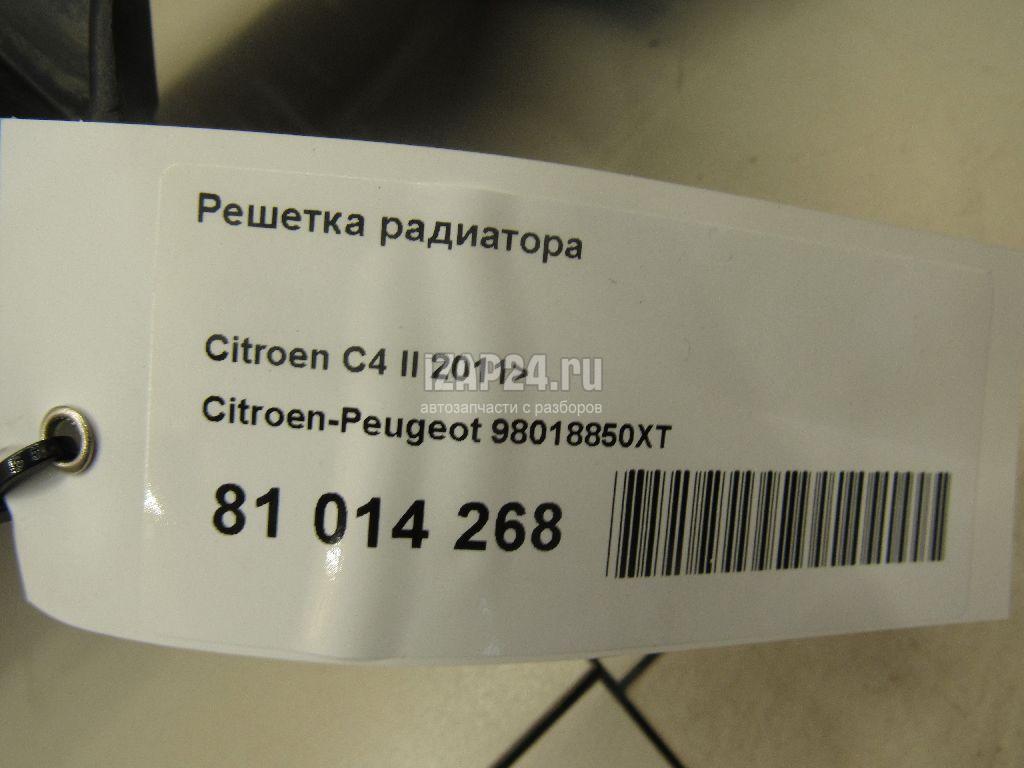 Решетка радиатора
Citroen C4 II 2011>
iZAP24.ru
автозапчасти с разборов
Citroen-Peugeot 98018850XT
81 014 268